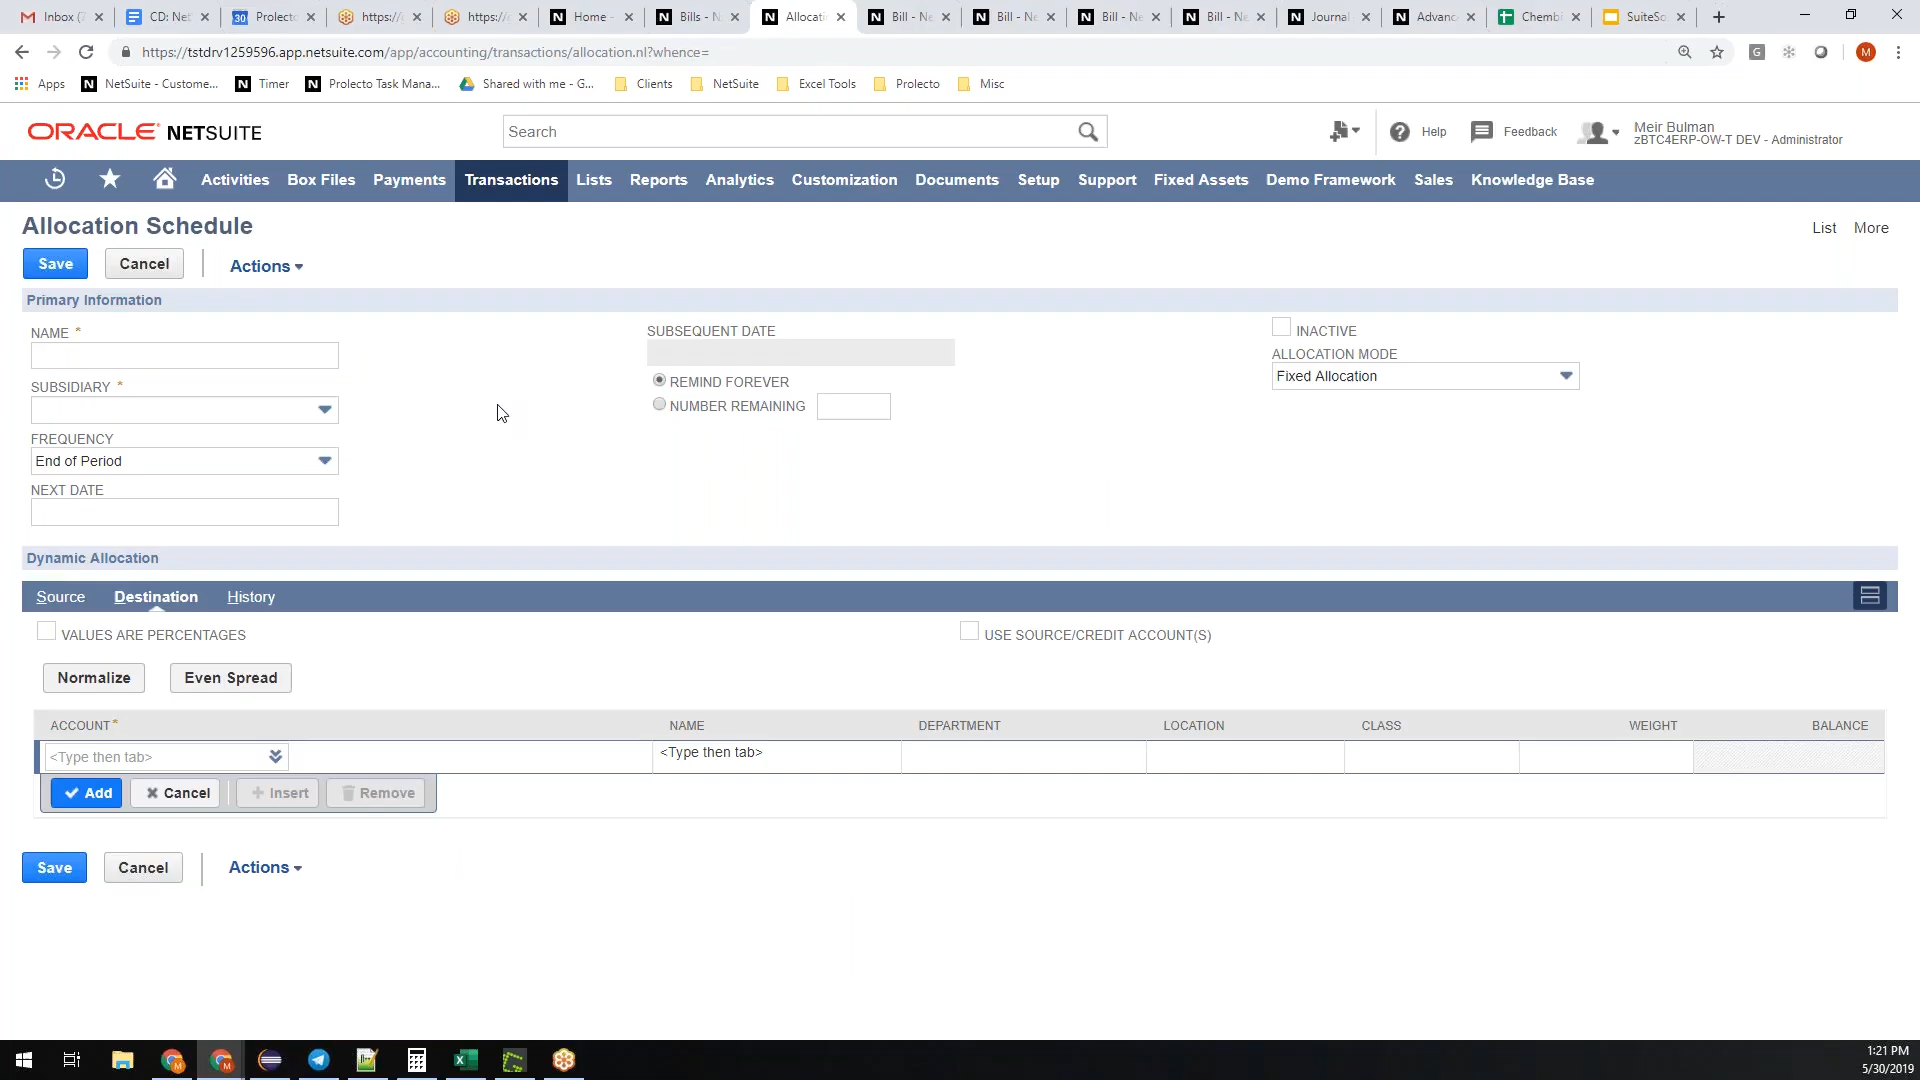 Inbox (7
CD: Net
30
Prolecto
https://
https://
Home -
Bills - N
Allocati
Bill - Ne
Bill - Ne
Bill - Ne
Bill - Ne
Journal
Advanc
Chembi
SuiteSc
https://tstdrv1259596.app.netsuite.com/app/accounting/transactions/allocation.nl?whence=
G
M
Apps
NetSuite - Custome...
Timer
Prolecto Task Mana...
Shared with me - G...
Clients
NetSuite
Excel Tools
Prolecto
Misc
ORACLE NETSUITE
Search
Help
Feedback
Meir Bulman
zBTC4ERP-OW-T DEV - Administrator
Activities
Box Files
Payments
Transactions
Lists
Reports
Analytics
Customization
Documents
Setup
Support
Fixed Assets
Demo Framework
Sales
Knowledge Base
Allocation Schedule
List
More
Save
Cancel
Actions
Primary Information
NAME *
SUBSIDIARY *
FREQUENCY
End of Period
NEXT DATE
SUBSEQUENT DATE
REMIND FOREVER
NUMBER REMAINING
INACTIVE
ALLOCATION MODE
Fixed Allocation
Dynamic Allocation
Source
Destination
History
VALUES ARE PERCENTAGES
USE SOURCE/CREDIT ACCOUNT(S)
Normalize
Even Spread
ACCOUNT*
NAME
DEPARTMENT
LOCATION
CLASS
WEIGHT
BALANCE
<Type then tab>
<Type then tab>
Add
Cancel
Insert
Remove
Save
Cancel
Actions
1:21 PM
5/30/2019